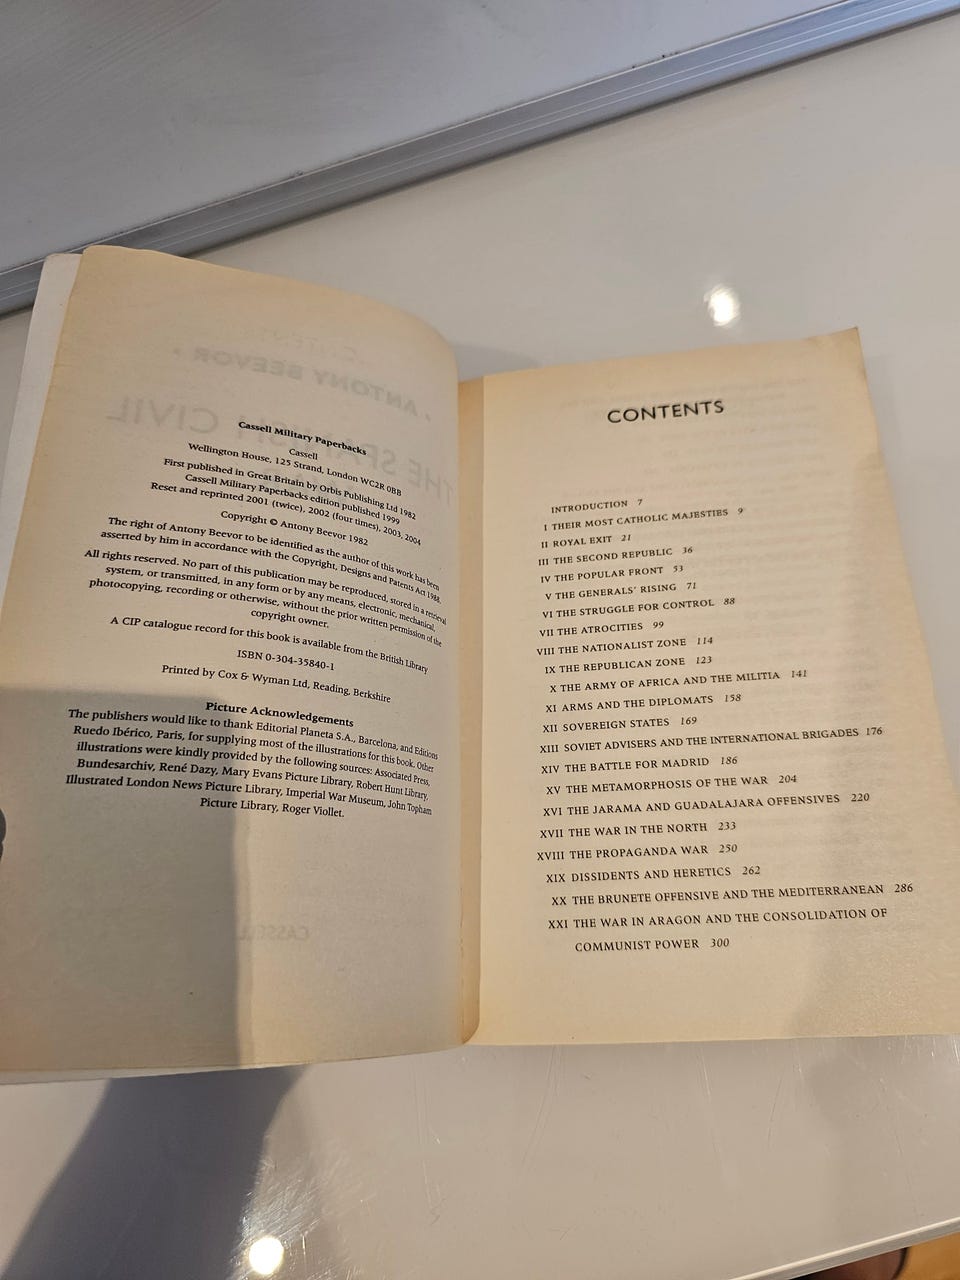 • ANTONY BEEVOR •
THE SPANISH CIVIL
Cassell Military Paperbacks
Cassell
Wellington House, 125 Strand, London WC2R 0BB
First published in Great Britain by Orbis Publishing Ltd 1982
Cassell Military Paperbacks edition published 1999
Reset and reprinted 2001 (twice), 2002 (four times), 2003, 2004
Copyright © Antony Beevor 1982
The right of Antony Beevor to be identified as the author of this work has been
asserted by him in accordance with the Copyright, Designs and Patents Act 1988.
All rights reserved. No part of this publication may be reproduced, stored in a retrieval
system, or transmitted, in any form or by any means, electronic, mechanical,
photocopying, recording or otherwise, without the prior written permission of the
copyright owner.
A CIP catalogue record for this book is available from the British Library
ISBN 0-304-35840-1
Printed by Cox & Wyman Ltd, Reading, Berkshire
Picture Acknowledgements
The publishers would like to thank Editorial Planeta S.A., Barcelona, and Editions
Ruedo Ibérico, Paris, for supplying most of the illustrations for this book. Other
illustrations were kindly provided by the following sources: Associated Press,
Bundesarchiv, René Dazy, Mary Evans Picture Library, Robert Hunt Library,
Illustrated London News Picture Library, Imperial War Museum, John Topham
Picture Library, Roger Viollet.
CASSELL
CONTENTS
INTRODUCTION 7
I THEIR MOST CATHOLIC MAJESTIES 9
II ROYAL EXIT 21
III THE SECOND REPUBLIC 36
IV THE POPULAR FRONT 53
V THE GENERALS' RISING 71
VI THE STRUGGLE FOR CONTROL 88
VII THE ATROCITIES 99
VIII THE NATIONALIST ZONE 114
IX THE REPUBLICAN ZONE 123
X THE ARMY OF AFRICA AND THE MILITIA 141
XI ARMS AND THE DIPLOMATS 158
XII SOVEREIGN STATES 169
XIII SOVIET ADVISERS AND THE INTERNATIONAL BRIGADES 176
XIV THE BATTLE FOR MADRID 186
XV THE METAMORPHOSIS OF THE WAR 204
XVI THE JARAMA AND GUADALAJARA OFFENSIVES 220
XVII THE WAR IN THE NORTH 233
XVIII THE PROPAGANDA WAR 250
XIX DISSIDENTS AND HERETICS 262
XX THE BRUNETE OFFENSIVE AND THE MEDITERRANEAN 286
XXI THE WAR IN ARAGON AND THE CONSOLIDATION OF
COMMUNIST POWER 300